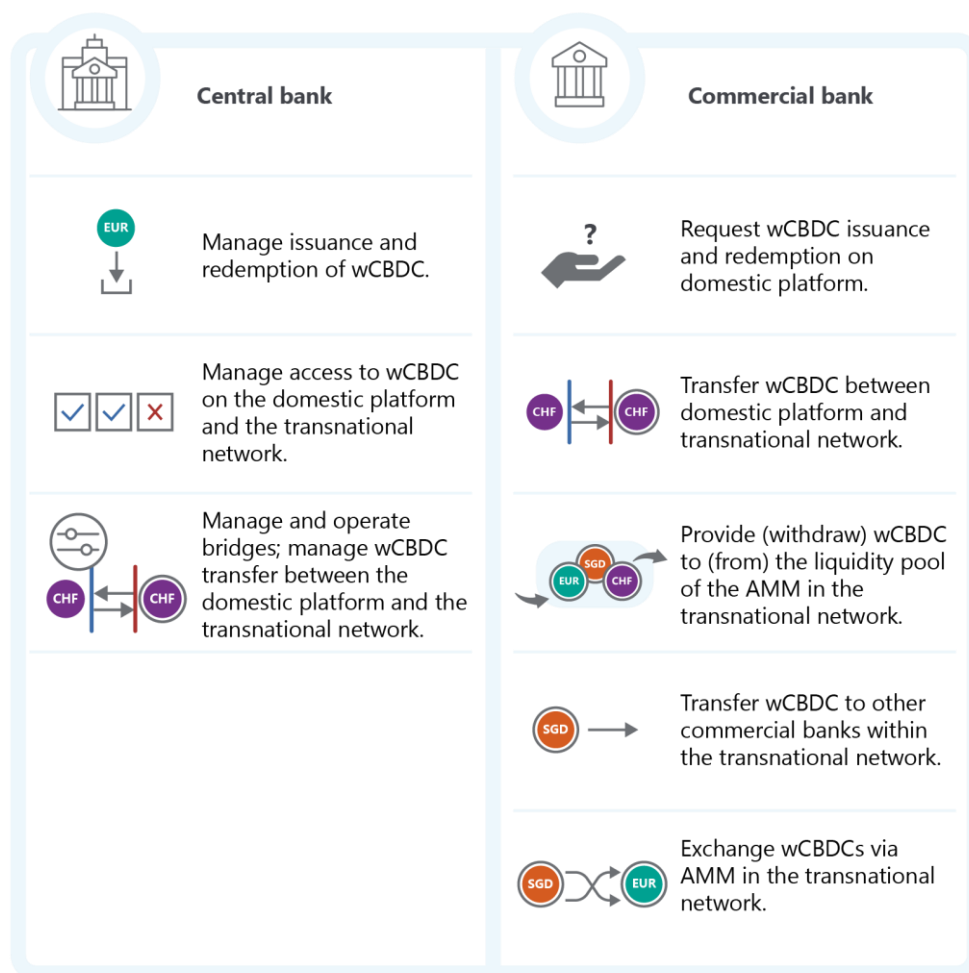 Central bank
EUR
Manage issuance and
redemption of wCBDC.
Manage access to wCBDC
on the domestic platform
and the transnational
network.
CHF
CHF
Manage and operate
bridges; manage wCBDC
transfer between the
domestic platform and the
transnational network.
Commercial bank
?
Request wCBDC issuance
and redemption on
domestic platform.
CHF
CHF
Transfer wCBDC between
domestic platform and
transnational network.
SGD
EUR
CHF
Provide (withdraw) wCBDC
to (from) the liquidity pool
of the AMM in the
transnational network.
SGD
Transfer wCBDC to other
commercial banks within
the transnational network.
SGD
EUR
Exchange wCBDCs via
AMM in the transnational
network.